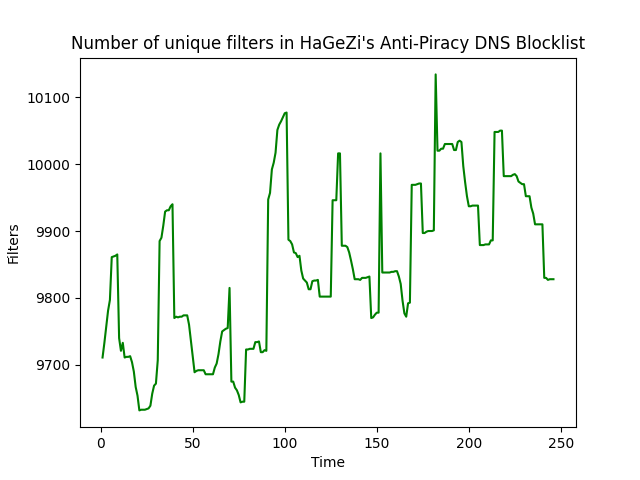 Number of unique filters in HaGeZi's Anti-Piracy DNS Blocklist
10100
10000
9900
9800
9700
Filters
0 50 100 150 200 250
Time